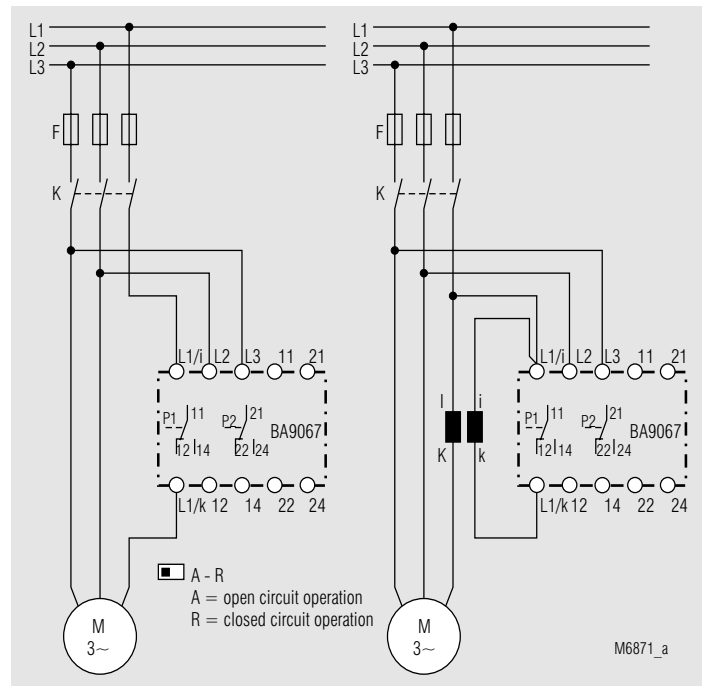 L1
L2
L3
F
K
L1/i L2 L3 11 21
P1 11 12 14
P2 21 22 24
BA9067
L1/k 12 14 22 24
M
3~
A - R
A = open circuit operation
R = closed circuit operation
L1
L2
L3
F
K
l i
K k
L1/i L2 L3 11 21
P1 11 12 14
P2 21 22 24
BA9067
L1/k 12 14 22 24
M
3~
M6871_a